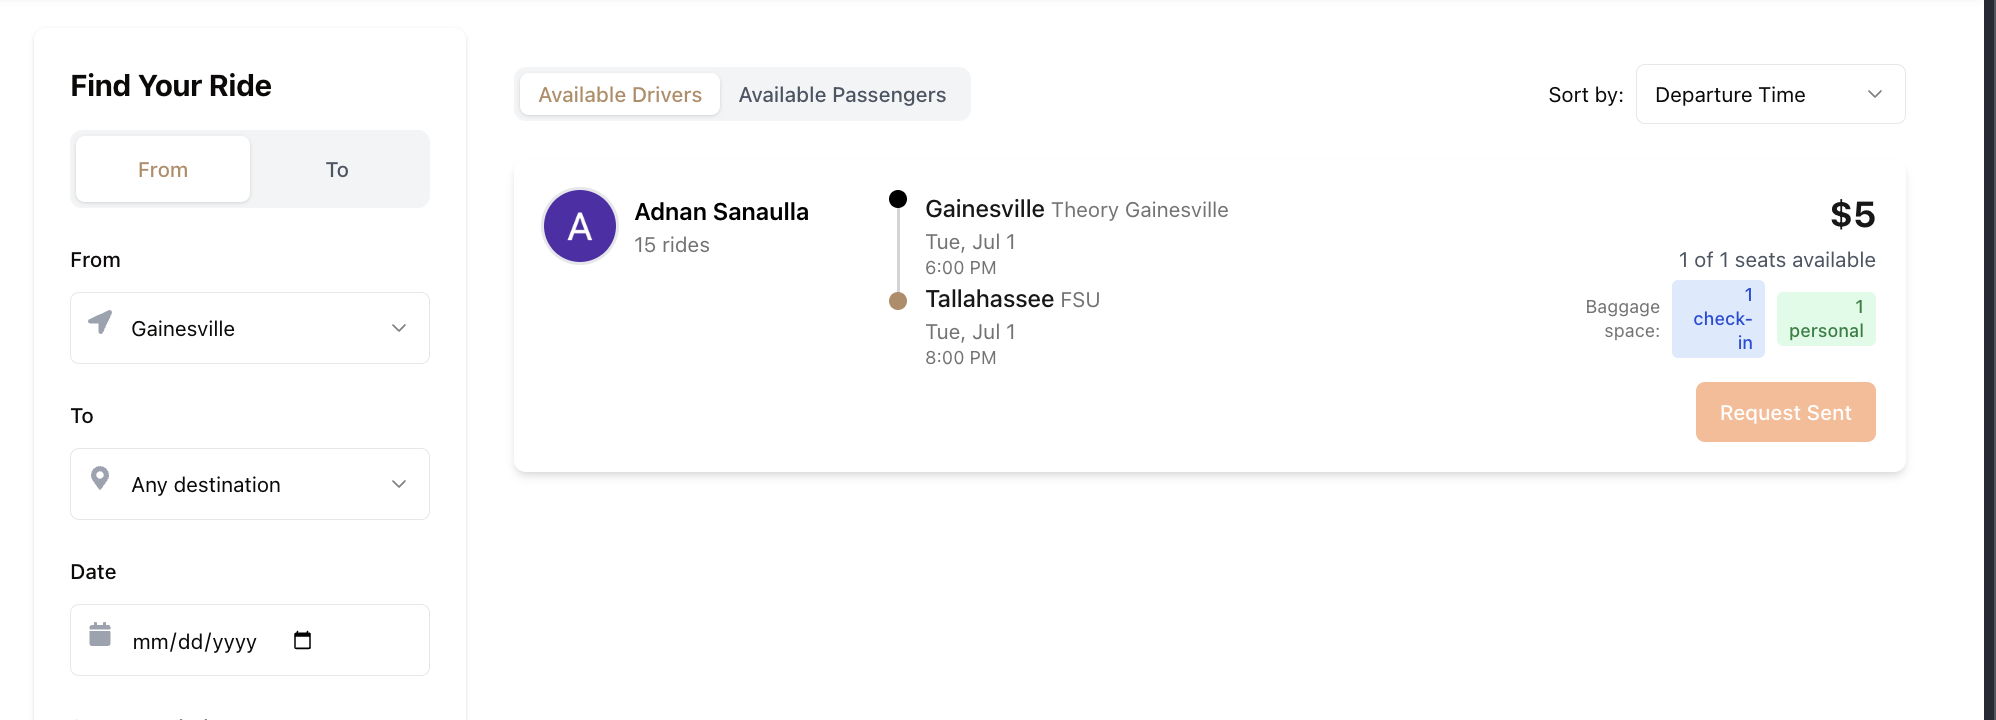 Find Your Ride
From
To
From
Gainesville
To
Any destination
Date
mm/dd/yyyy
Available Drivers
Available Passengers
Sort by:
Departure Time
A
Adnan Sanaulla
15 rides
Gainesville Theory Gainesville
Tue, Jul 1
6:00 PM
Tallahassee FSU
Tue, Jul 1
8:00 PM
$5
1 of 1 seats available
Baggage
space:
1
check-
in
1
personal
Request Sent